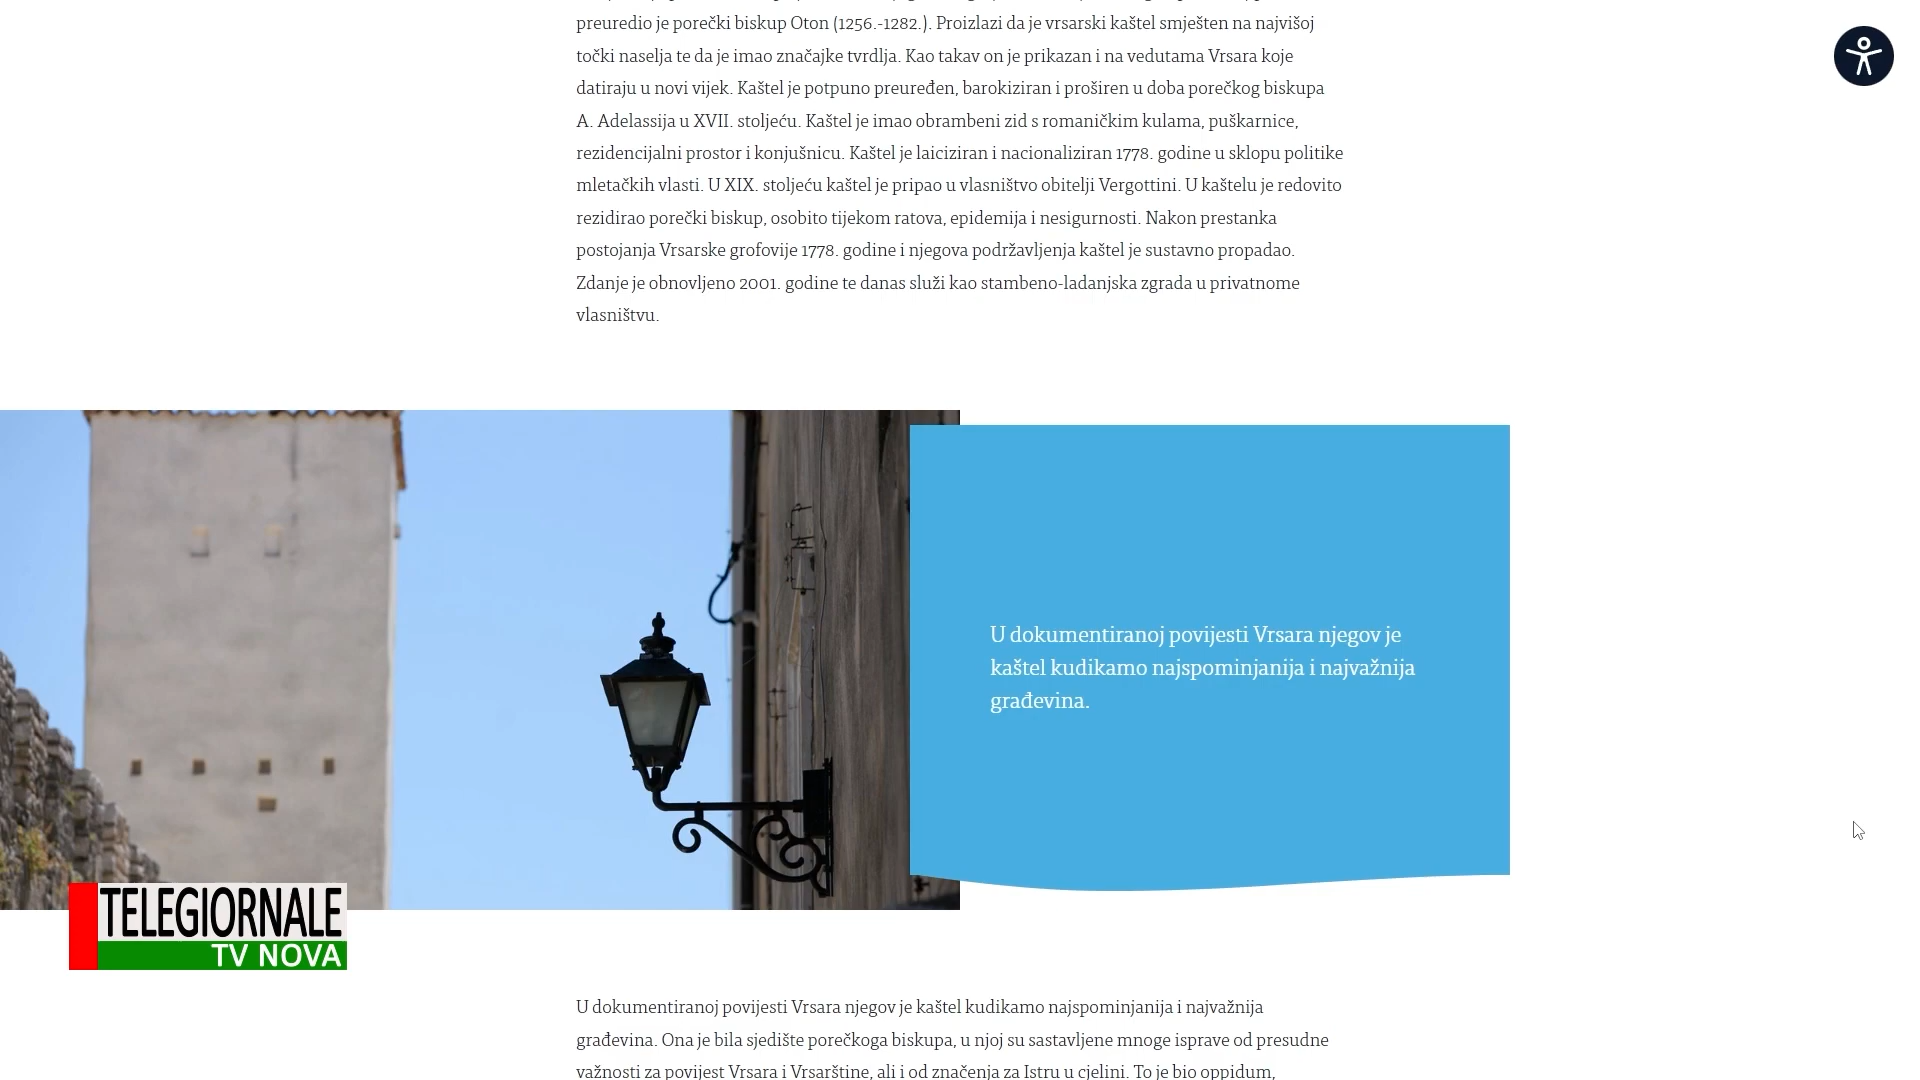 preuredio je porečki biskup Oton (1256.-1282.). Proizlazi da je vrsarski kaštel smješten na najvišoj
točki naselja te da je imao značajke tvrdlja. Kao takav on je prikazan i na vedutama Vrsara koje
datiraju u novi vijek. Kaštel je potpuno preuređen, barokiziran i proširen u doba porečkog biskupa
A. Adelassija u XVII. stoljeću. Kaštel je imao obrambeni zid s romaničkim kulama, puškarnice,
rezidencijalni prostor i konjušnicu. Kaštel je laiciziran i nacionaliziran 1778. godine u sklopu politike
mletačkih vlasti. U XIX. stoljeću kaštel je pripao u vlasništvo obitelji Vergottini. U kaštelu je redovito
rezidirao porečki biskup, osobito tijekom ratova, epidemija i nesigurnosti. Nakon prestanka
postojanja Vrsarske grofovije 1778. godine i njegova podržavljenja kaštel je sustavno propadao.
Zdanje je obnovljeno 2001. godine te danas služi kao stambeno-ladanjska zgrada u privatnome
vlasništvu.
U dokumentiranoj povijesti Vrsara njegov je
kaštel kudikamo najspominjanija i najvažnija
građevina.
TELEGIORNALE
TV NOVA
U dokumentiranoj povijesti Vrsara njegov je kaštel kudikamo najspominjanija i najvažnija
građevina. Ona je bila sjedište porečkoga biskupa, u njoj su sastavljene mnoge isprave od presudne
važnosti za povijest Vrsara i Vrsarštine, ali i od značenja za Istru u cjelini. To je bio oppidum,